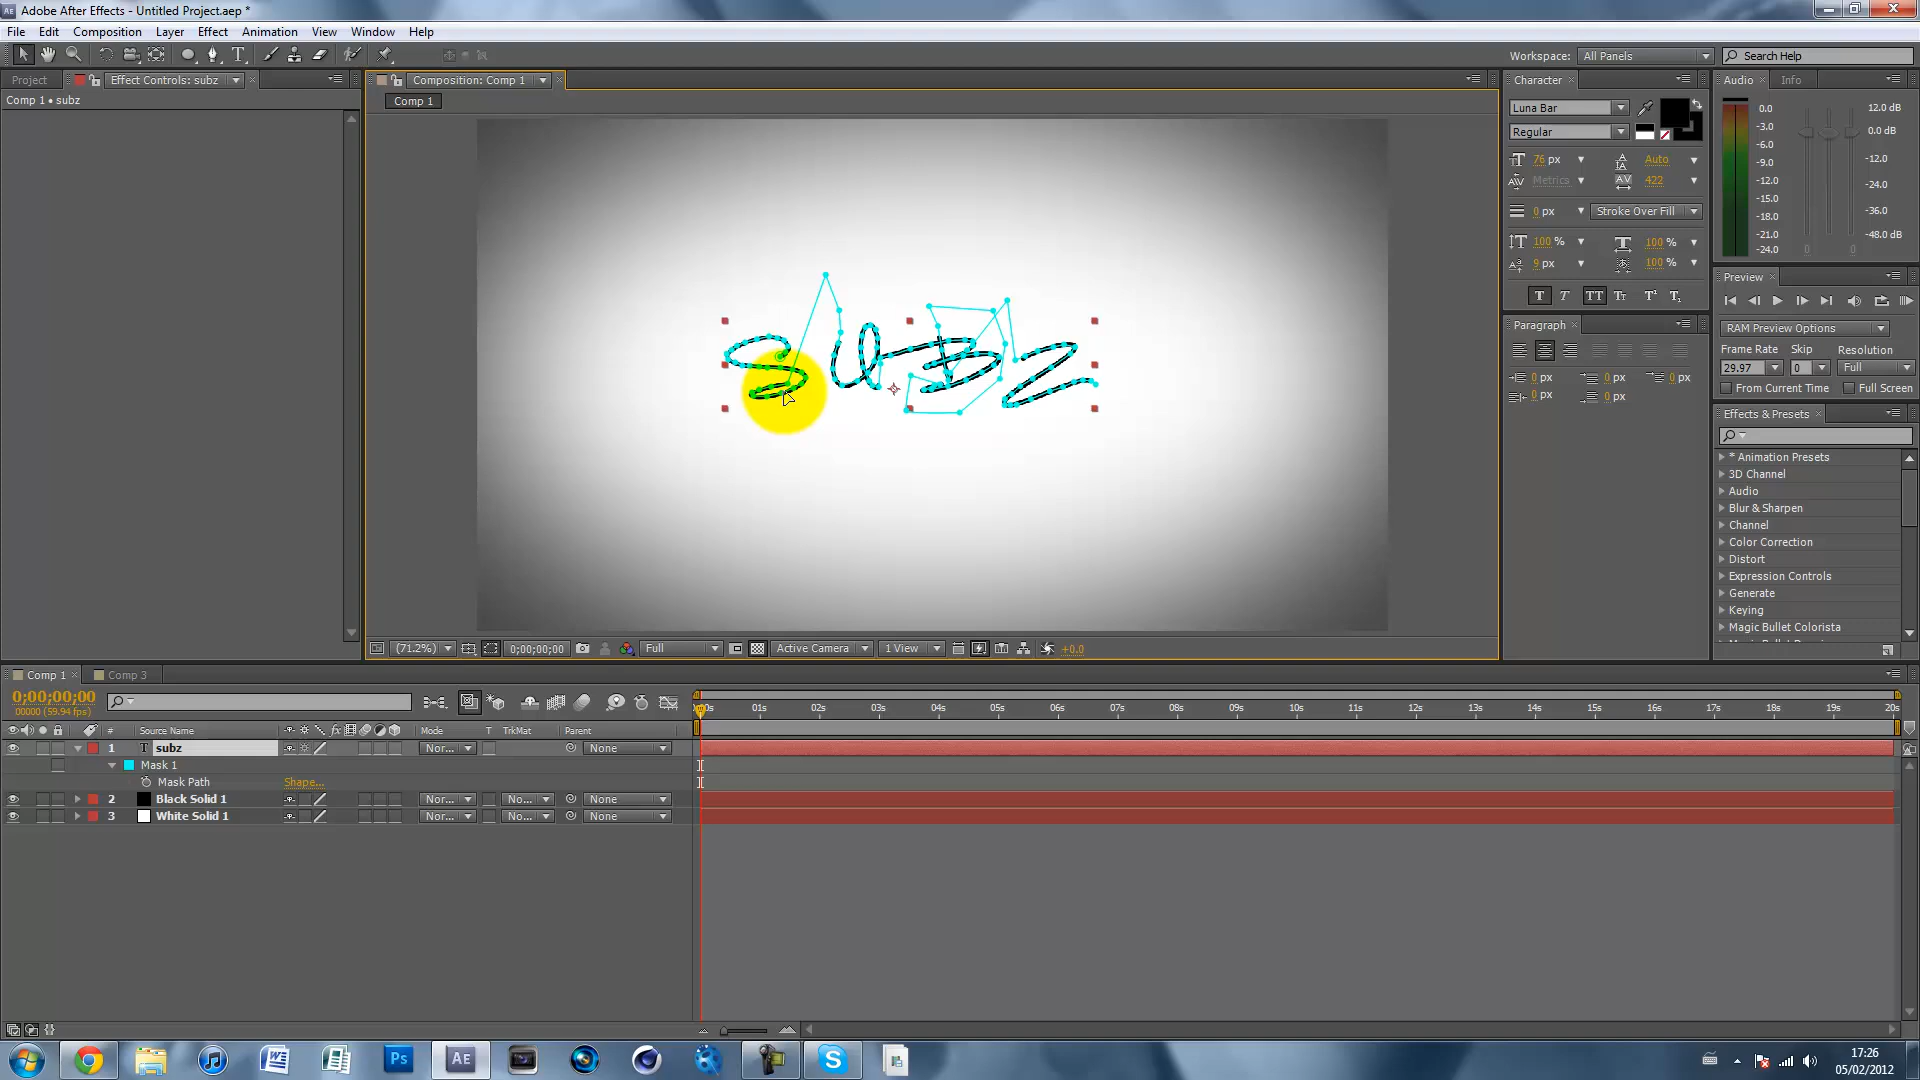 Adobe After Effects - Untitled Project.aep *
File Edit Composition Layer Effect Animation View Window Help
Workspace: All Panels Search Help
Project Effect Controls: subz Composition: Comp 1 Character Audio Info
Comp 1 • subz
Comp 1
SUBZ
Luna Bar
Regular
76 px Auto
Metrics 422
0 px Stroke Over Fill
100 % 100 %
9 px 100 %
0.0 12.0 dB
-3.0 0.0 dB
-6.0
-9.0 -12.0
-12.0
-15.0 -24.0
-18.0
-21.0 -36.0
-24.0 -48.0 dB
Paragraph
0 px 0 px 0 px
0 px 0 px
Preview
RAM Preview Options
Frame Rate Skip Resolution
29.97 0 Full
From Current Time Full Screen
Effects & Presets
* Animation Presets
3D Channel
Audio
Blur & Sharpen
Channel
Color Correction
Distort
Expression Controls
Generate
Keying
Magic Bullet Colorista
(71.2%) 0;00;00;00 Full Active Camera 1 View +0.0
Comp 1 Comp 3
0;00;00;00
00000 (59.94 fps)
01s 02s 03s 04s 05s 06s 07s 08s 09s 10s 11s 12s 13s 14s 15s 16s 17s 18s 19s 20s
# Source Name Mode T TrkMat Parent
1 T subz Nor... None
Mask 1
Mask Path Shape...
2 Black Solid 1 Nor... No... None
3 White Solid 1 Nor... No... None
Ps AE
17:26
05/02/2012